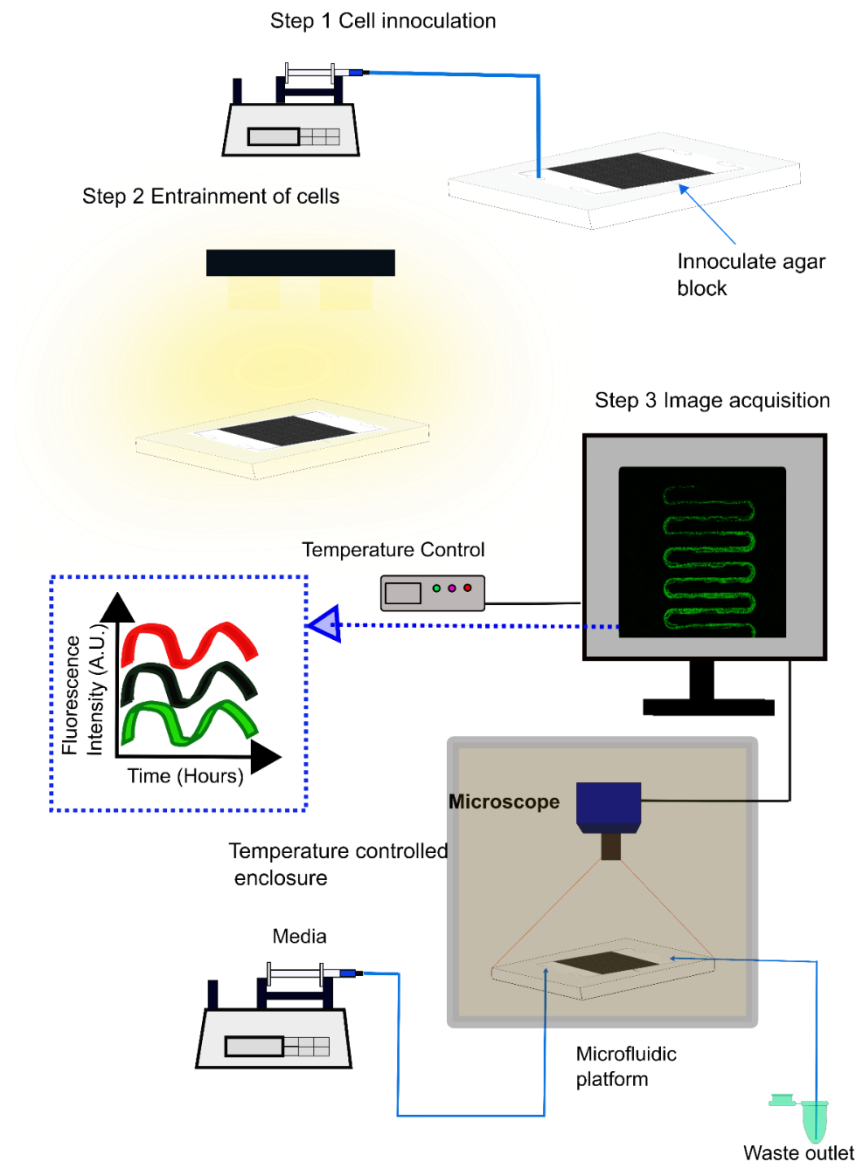 Step 1 Cell innoculation
Step 2 Entrainment of cells
Innoculate agar
block
Step 3 Image acquisition
Temperature Control
Fluorescence
Intensity (A.U.)
Time (Hours)
Microscope
Temperature controlled
enclosure
Media
Microfluidic
platform
Waste outlet